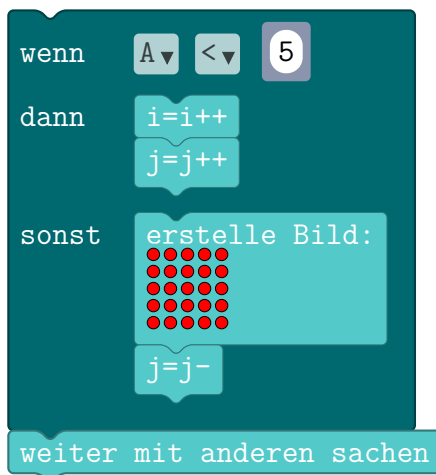 wenn A < 5
dann i=i++
j=j++
sonst erstelle Bild:
j=j-
weiter mit anderen sachen